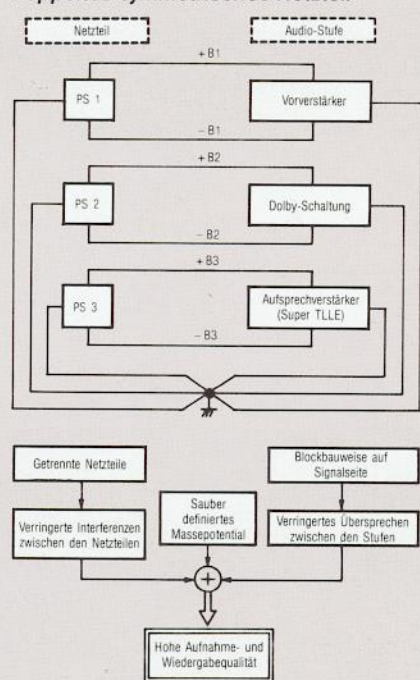 Netzteil
Audio-Stufe
+ B1
PS 1
Vorverstärker
– B1
+ B2
PS 2
Dolby-Schaltung
– B2
+ B3
PS 3
Aufsprechverstärker
(Super TLLE)
– B3
Getrennte Netzteile
Blockbauweise auf
Signalseite
Sauber
definiertes
Massepotential
Verringerte Interferenzen
zwischen den Netzteilen
Verringertes Übersprechen
zwischen den Stufen
+
Hohe Aufnahme- und
Wiedergabequalität